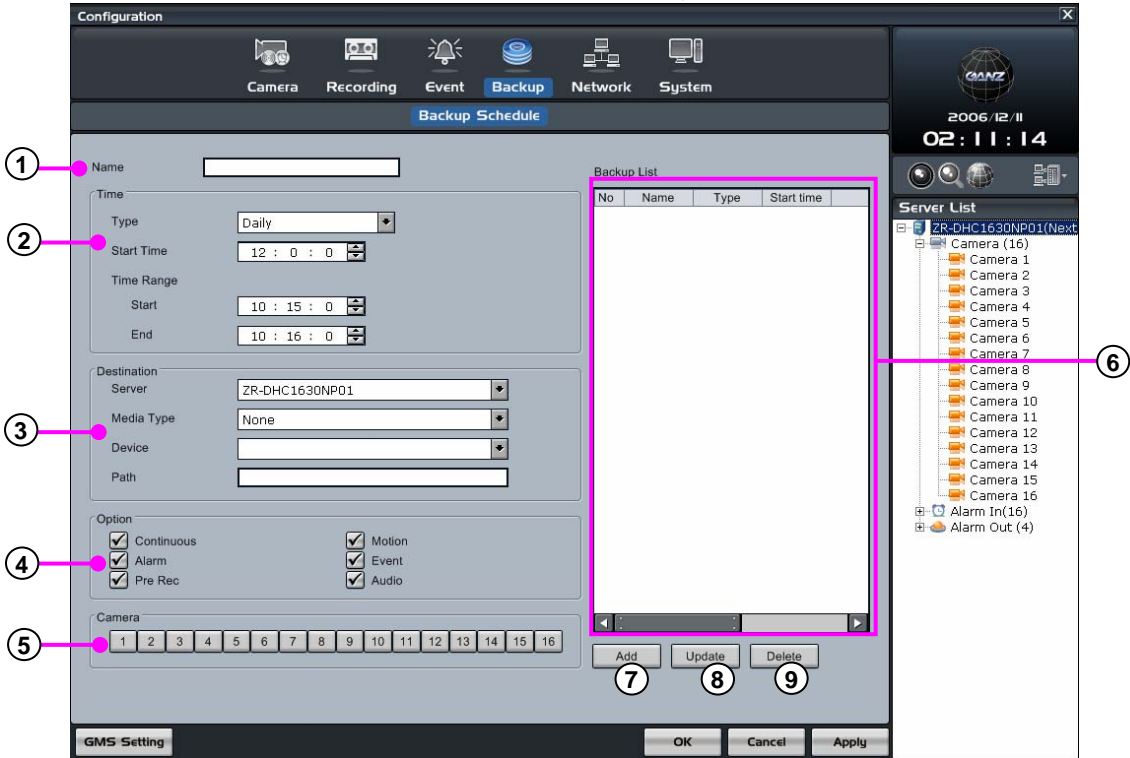 Configuration
X
Camera Recording Event Backup Network System
Backup Schedule
GANZ
2006/12/11
02:11:14
1
Name
Time
2
Type Daily
Start Time 12 : 0 : 0
Time Range
Start 10 : 15 : 0
End 10 : 16 : 0
Destination
3
Server ZR-DHC1630NP01
Media Type None
Device
Path
Option
4
Continuous Motion
Alarm Event
Pre Rec Audio
Camera
5
1 2 3 4 5 6 7 8 9 10 11 12 13 14 15 16
Backup List
No Name Type Start time
6
Add Update Delete
7 8 9
Server List
ZR-DHC1630NP01(Next
Camera (16)
Camera 1
Camera 2
Camera 3
Camera 4
Camera 5
Camera 6
Camera 7
Camera 8
Camera 9
Camera 10
Camera 11
Camera 12
Camera 13
Camera 14
Camera 15
Camera 16
Alarm In(16)
Alarm Out (4)
GMS Setting
OK Cancel Apply